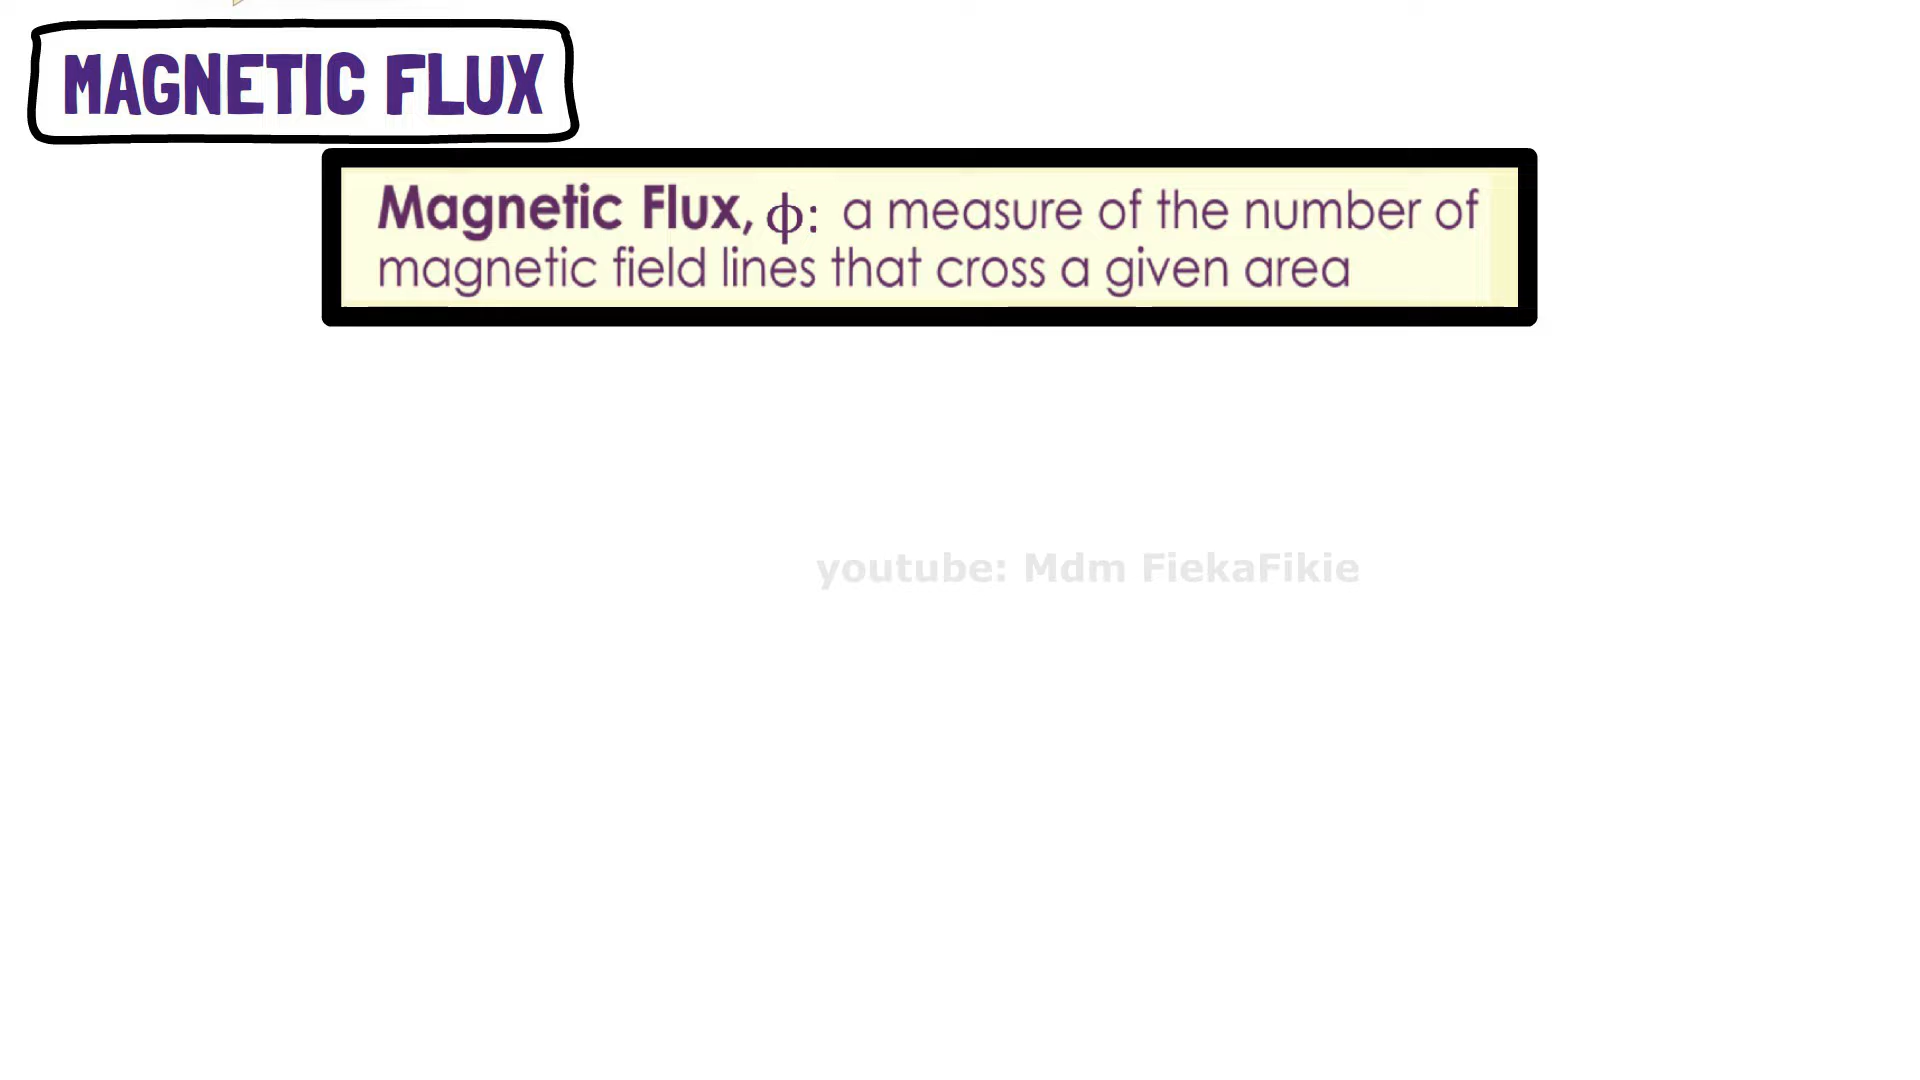 MAGNETIC FLUX
Magnetic Flux, ϕ: a measure of the number of
magnetic field lines that cross a given area
youtube: Mdm FiekaFikie